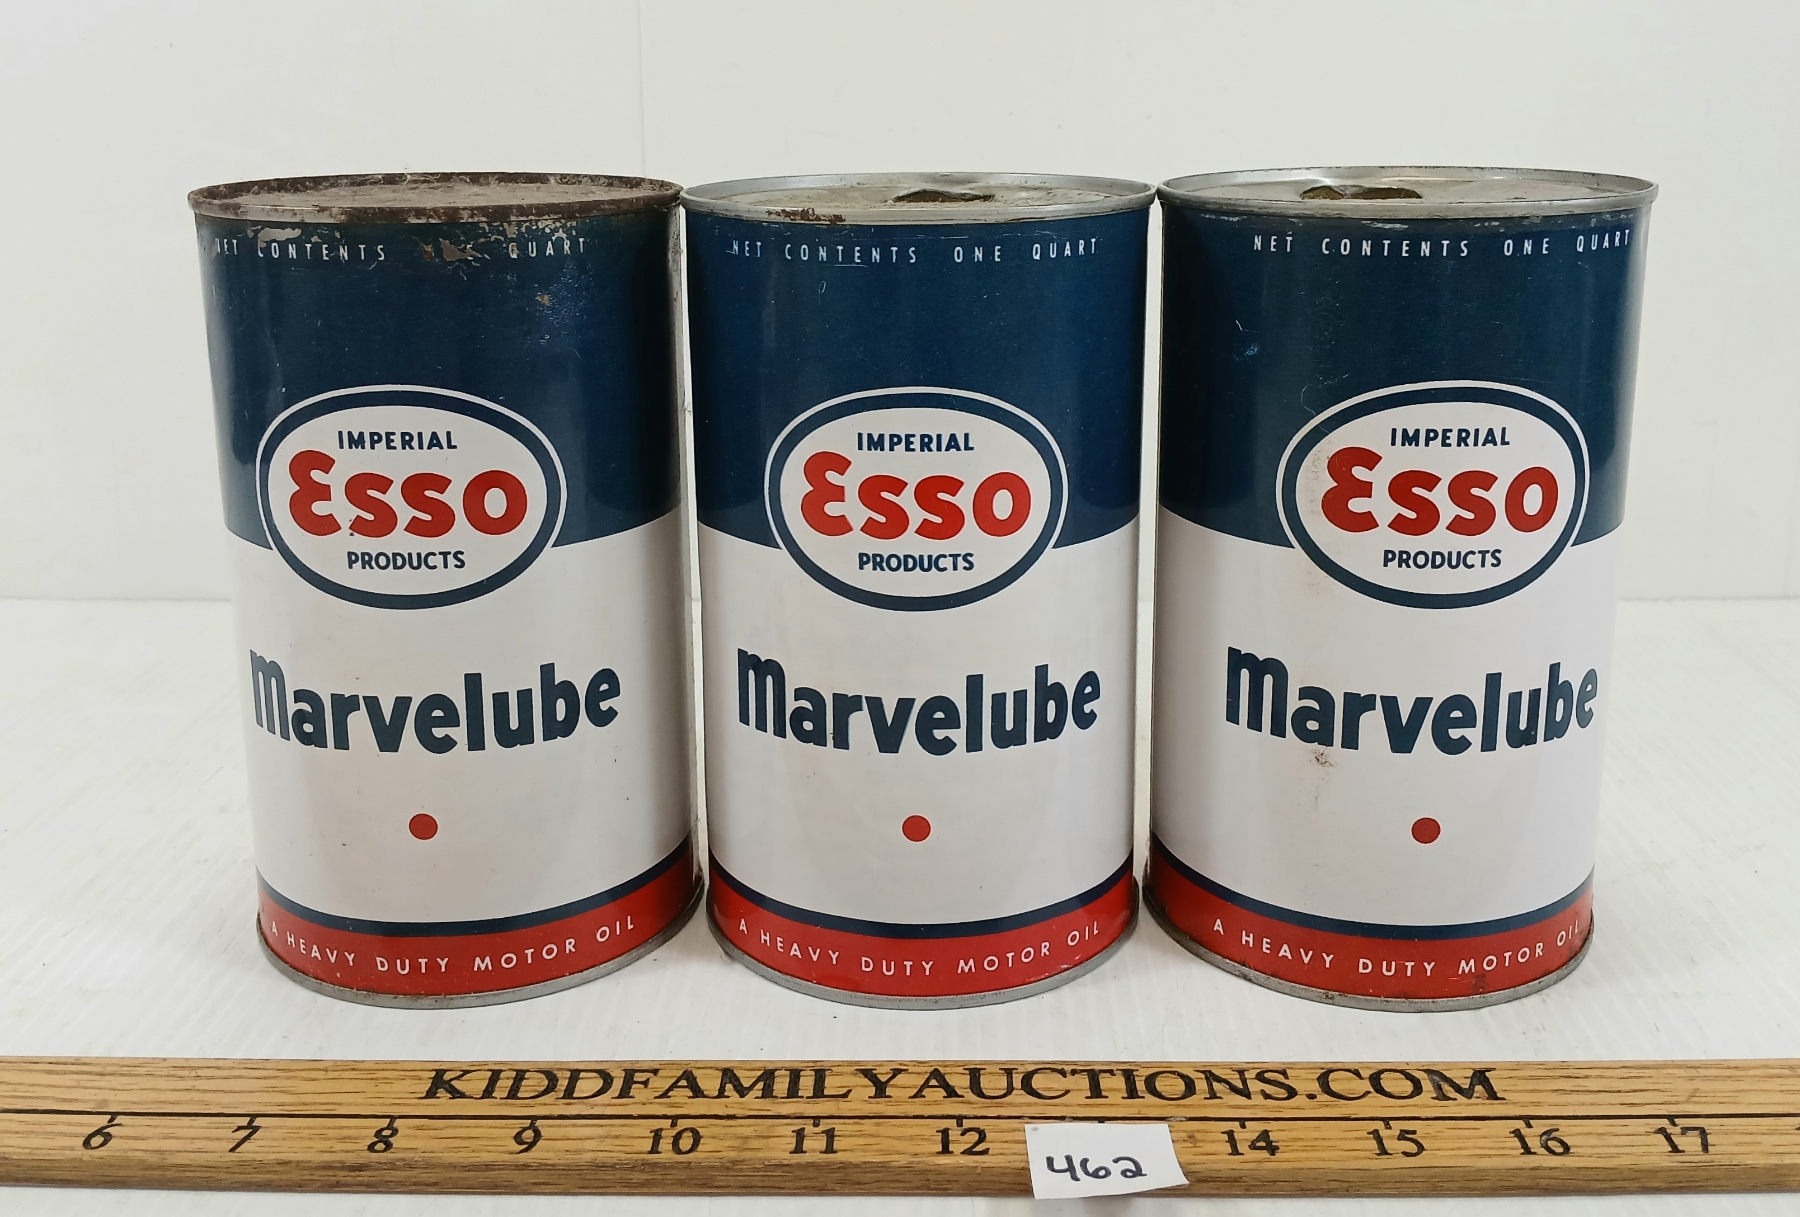 NET CONTENTS QUART
IMPERIAL
Esso
PRODUCTS
Marvelube
A HEAVY DUTY MOTOR OIL
NET CONTENTS ONE QUART
IMPERIAL
Esso
PRODUCTS
Marvelube
A HEAVY DUTY MOTOR OIL
NET CONTENTS ONE QUART
IMPERIAL
Esso
PRODUCTS
Marvelube
A HEAVY DUTY MOTOR OIL
KIDDFAMILYAUCTIONS.COM
6 7 8 9 10 11 12 14 15 16 17
462